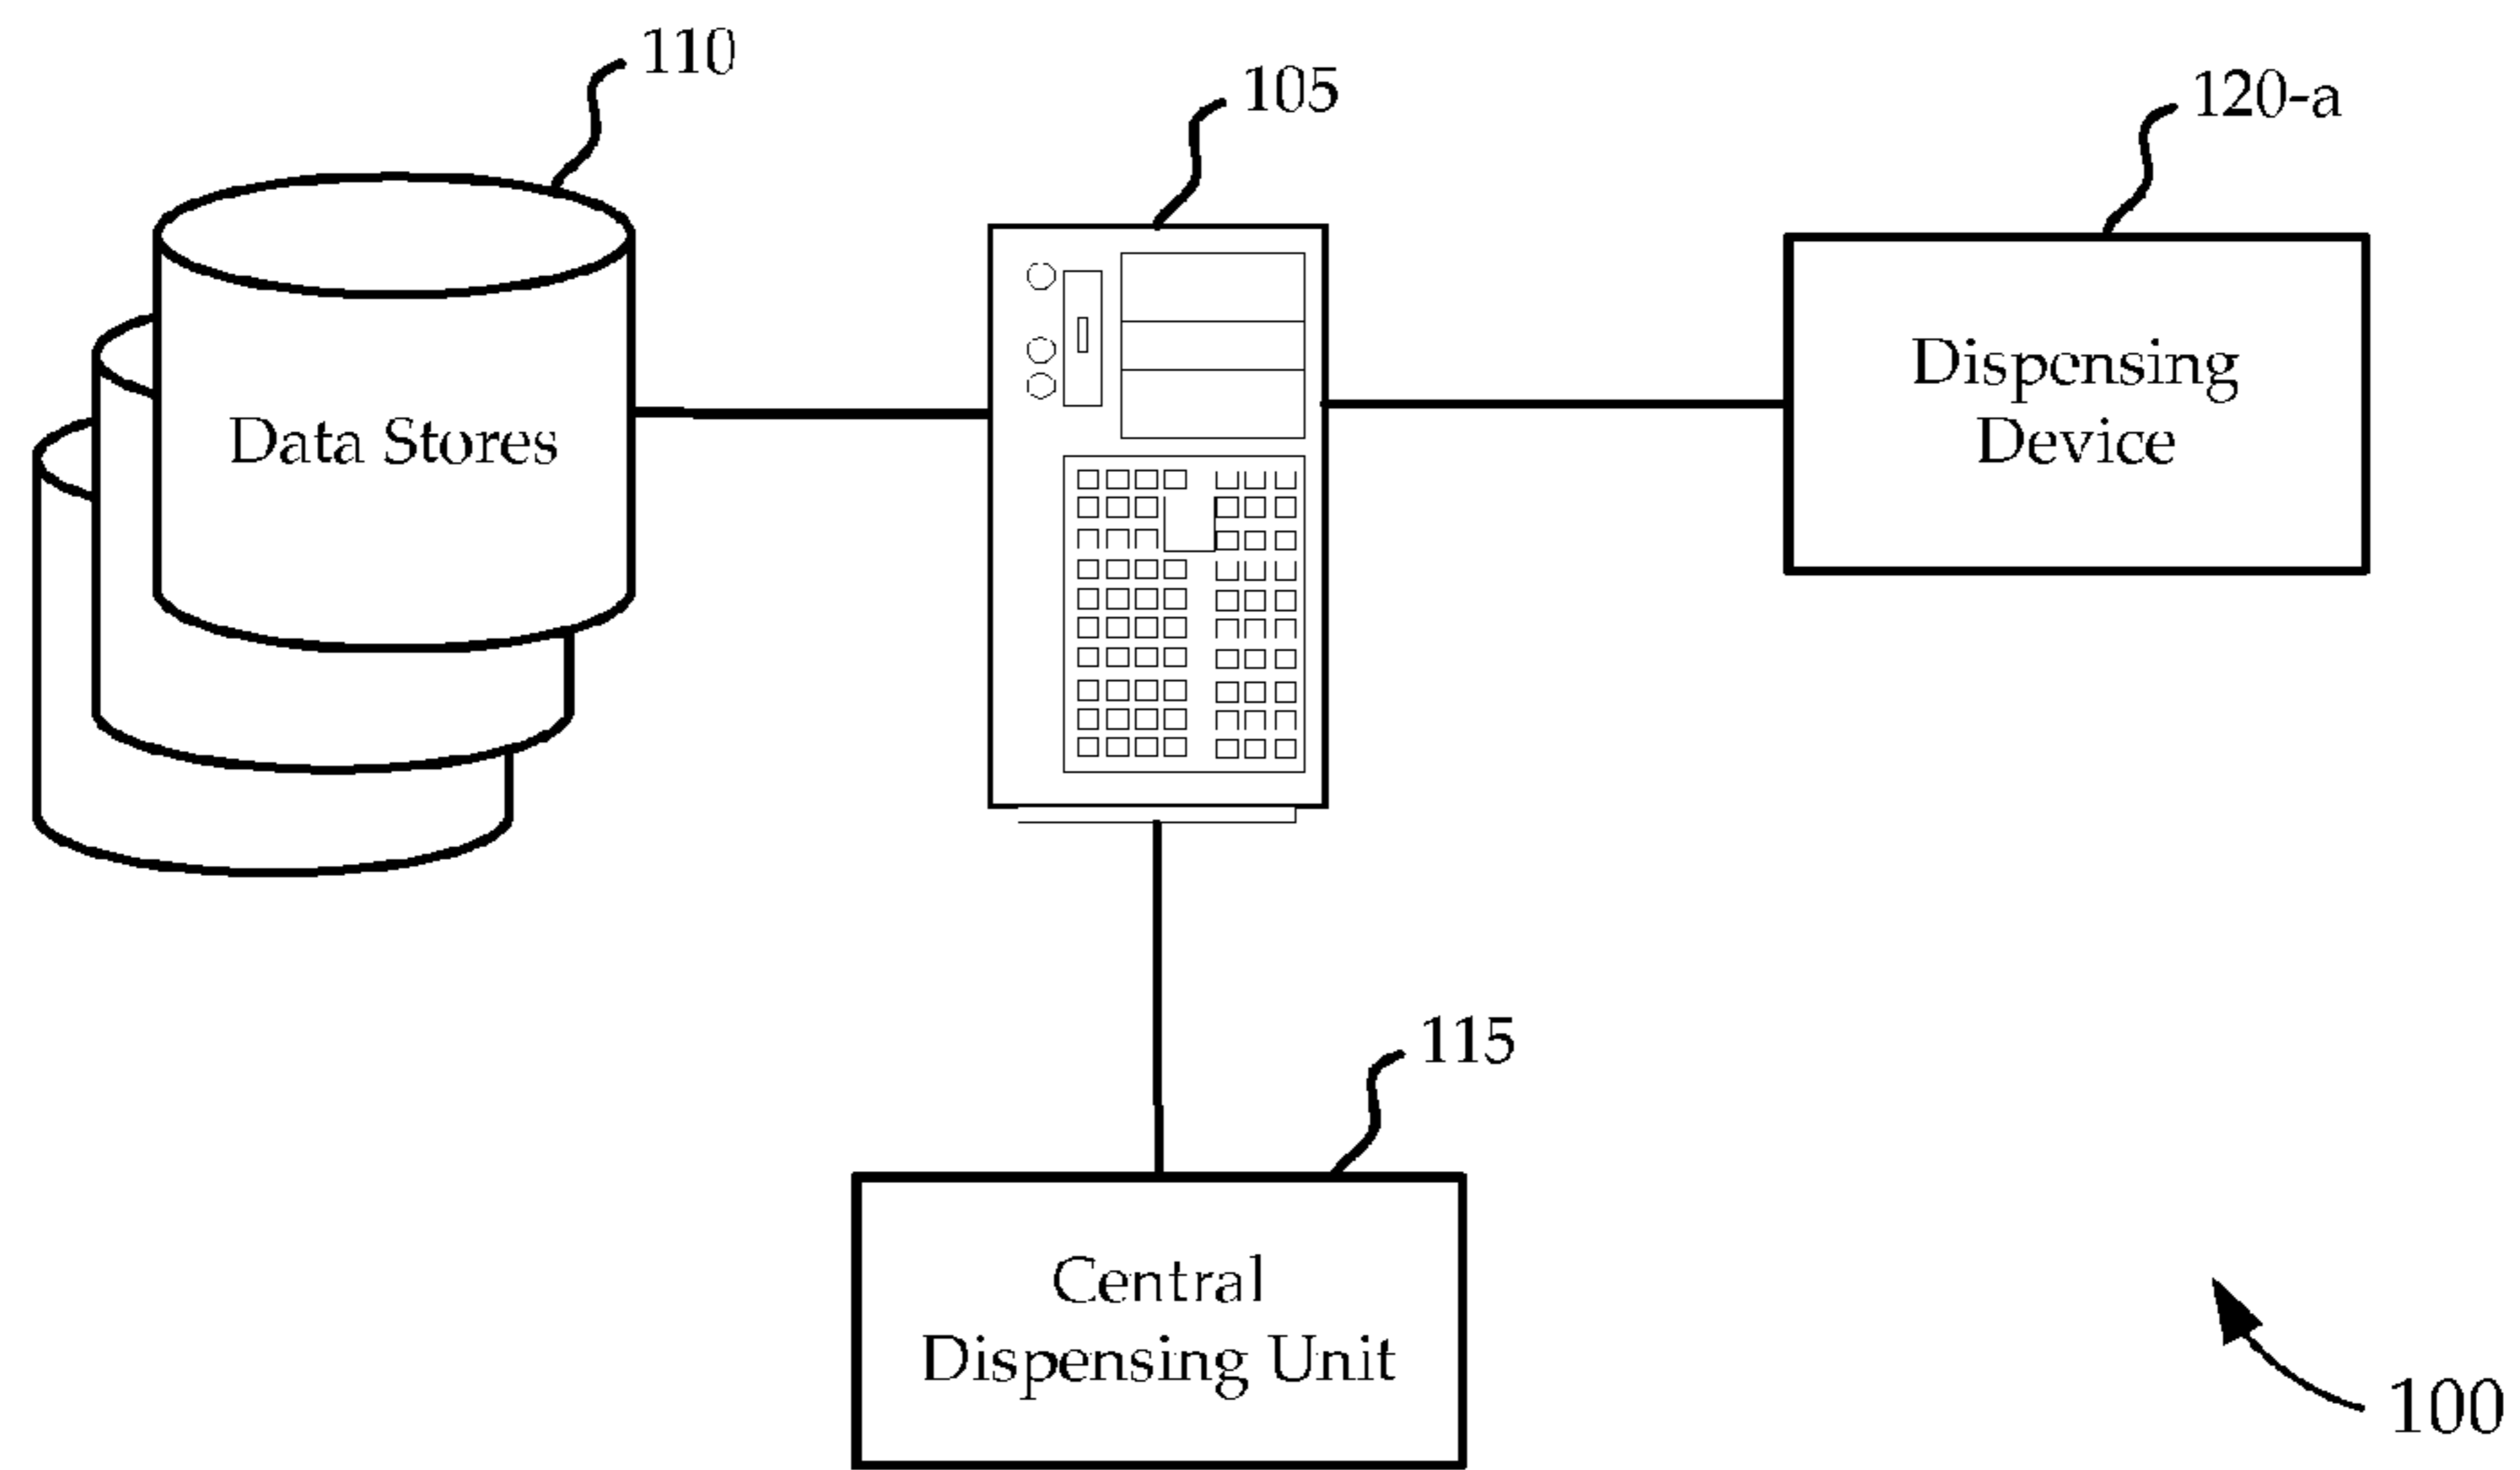 110
105
120-a
Dispensing
Device
Data Stores
115
Central
Dispensing Unit
100